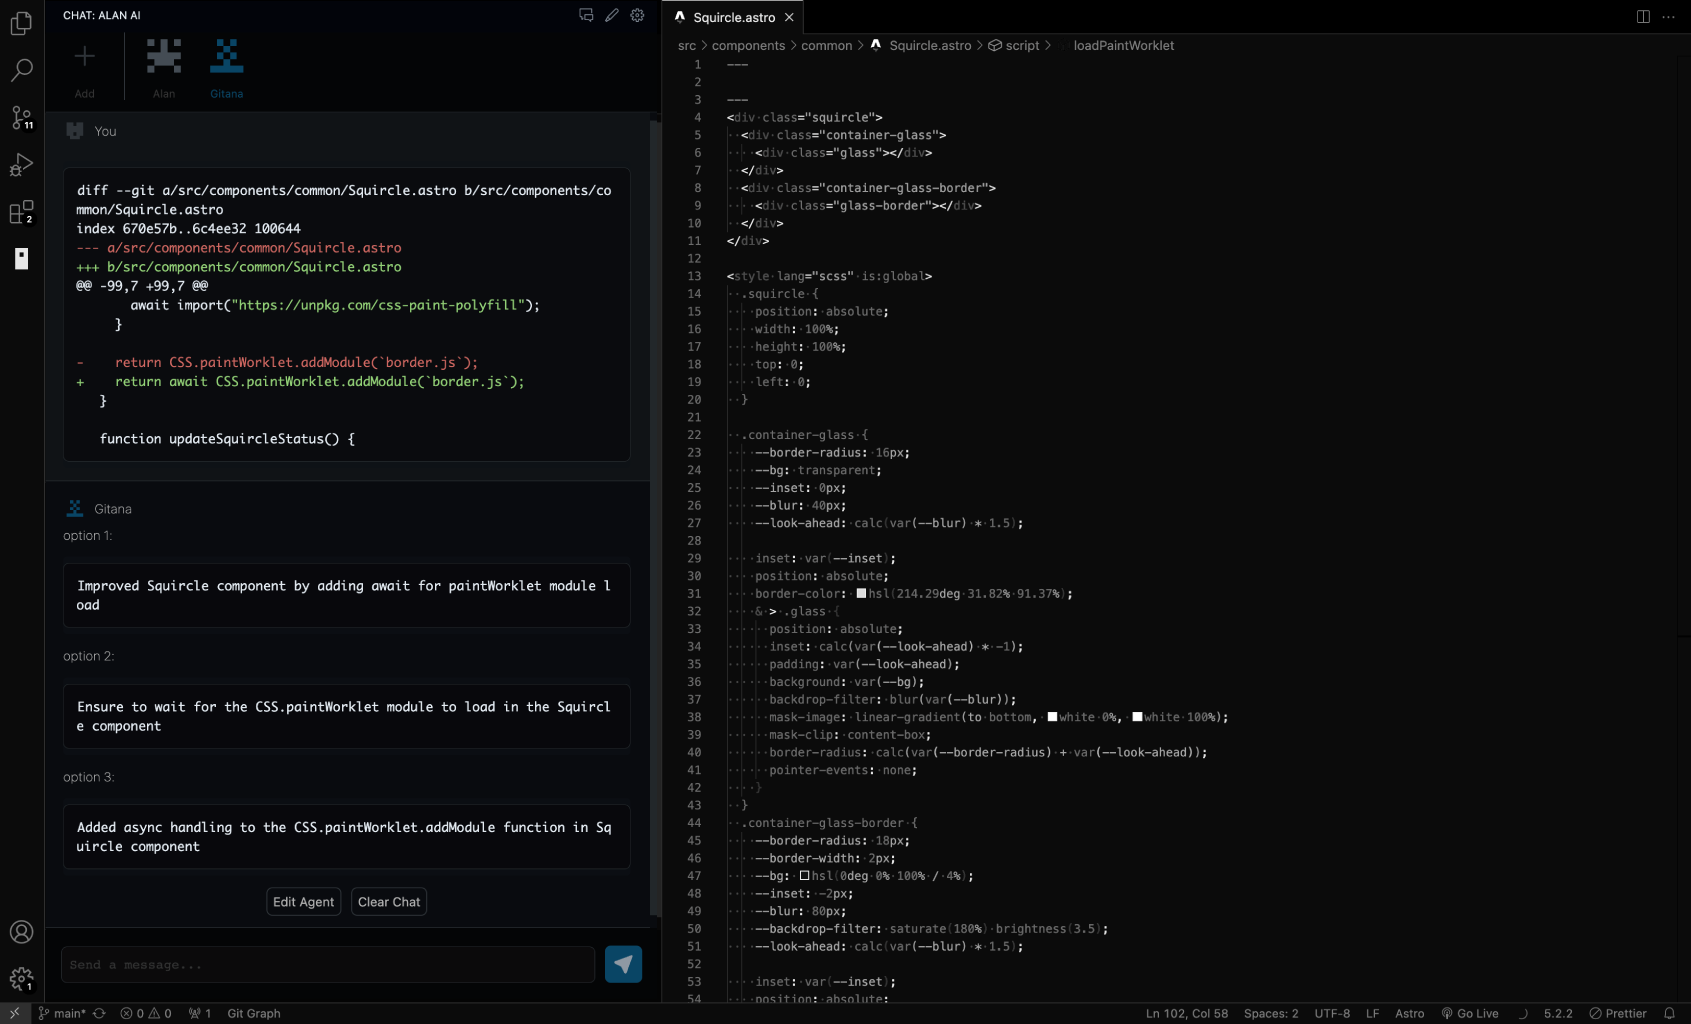 CHAT: ALAN AI
Add
Alan
Gitana
You
diff --git a/src/components/common/Squircle.astro b/src/components/co
mmon/Squircle.astro
index 670e57b..6c4ee32 100644
--- a/src/components/common/Squircle.astro
+++ b/src/components/common/Squircle.astro
@@ -99,7 +99,7 @@
await import("https://unpkg.com/css-paint-polyfill");
}
-    return CSS.paintWorklet.addModule(`border.js`);
+    return await CSS.paintWorklet.addModule(`border.js`);
}
function updateSquircleStatus() {
Gitana
option 1:
Improved Squircle component by adding await for paintWorklet module l
oad
option 2:
Ensure to wait for the CSS.paintWorklet module to load in the Squircl
e component
option 3:
Added async handling to the CSS.paintWorklet.addModule function in Sq
uircle component
Edit Agent
Clear Chat
Send a message...
11
2
1
Squircle.astro
src > components > common > Squircle.astro > script > loadPaintWorklet
1 ---
2
3 ---
4 <div class="squircle">
5 <div class="container-glass">
6 <div class="glass"></div>
7 </div>
8 <div class="container-glass-border">
9 <div class="glass-border"></div>
10 </div>
11 </div>
12
13 <style lang="scss" is:global>
14 .squircle {
15 position: absolute;
16 width: 100%;
17 height: 100%;
18 top: 0;
19 left: 0;
20 }
21
22 .container-glass {
23 --border-radius: 16px;
24 --bg: transparent;
25 --inset: 0px;
26 --blur: 40px;
27 --look-ahead: calc(var(--blur) * 1.5);
28
29 inset: var(--inset);
30 position: absolute;
31 border-color: hsl(214.29deg 31.82% 91.37%);
32 & > .glass {
33 position: absolute;
34 inset: calc(var(--look-ahead) * -1);
35 padding: var(--look-ahead);
36 background: var(--bg);
37 backdrop-filter: blur(var(--blur));
38 mask-image: linear-gradient(to bottom, white 0%, white 100%);
39 mask-clip: content-box;
40 border-radius: calc(var(--border-radius) + var(--look-ahead));
41 pointer-events: none;
42 }
43 }
44 .container-glass-border {
45 --border-radius: 18px;
46 --border-width: 2px;
47 --bg: hsl(0deg 0% 100% / 4%);
48 --inset: -2px;
49 --blur: 80px;
50 --backdrop-filter: saturate(180%) brightness(3.5);
51 --look-ahead: calc(var(--blur) * 1.5);
52
53 inset: var(--inset);
54 position: absolute;
main* 0 0 1 Git Graph
Ln 102, Col 58 Spaces: 2 UTF-8 LF Astro Go Live 5.2.2 Prettier